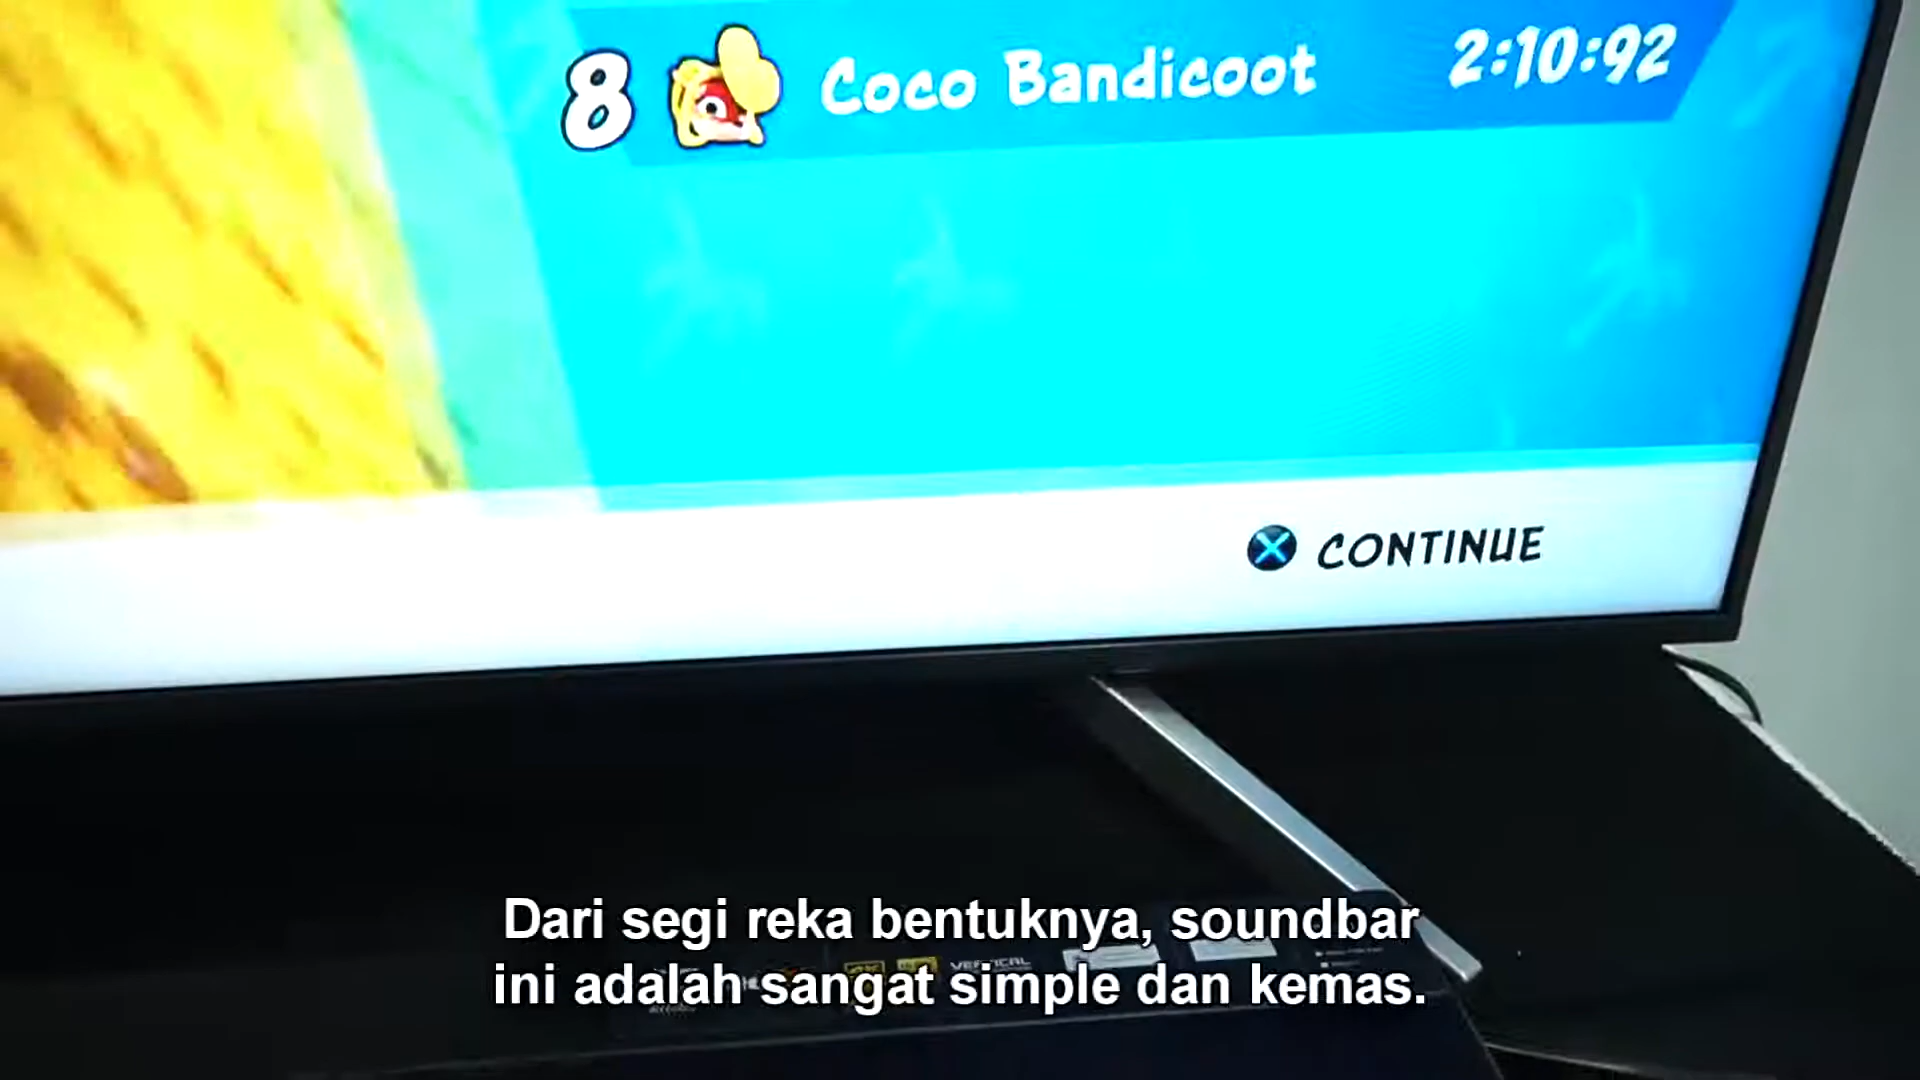 8 Coco Bandicoot 2:10:92
CONTINUE
Dari segi reka bentuknya, soundbar
ini adalah sangat simple dan kemas.